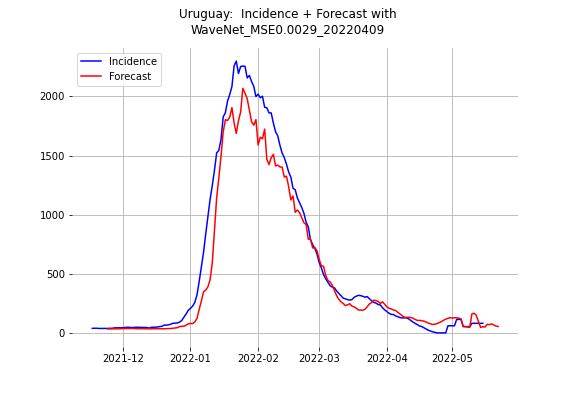 Uruguay:  Incidence + Forecast with
WaveNet_MSE0.0029_20220409
Incidence
Forecast
2000
1500
1000
500
0
2021-12
2022-01
2022-02
2022-03
2022-04
2022-05